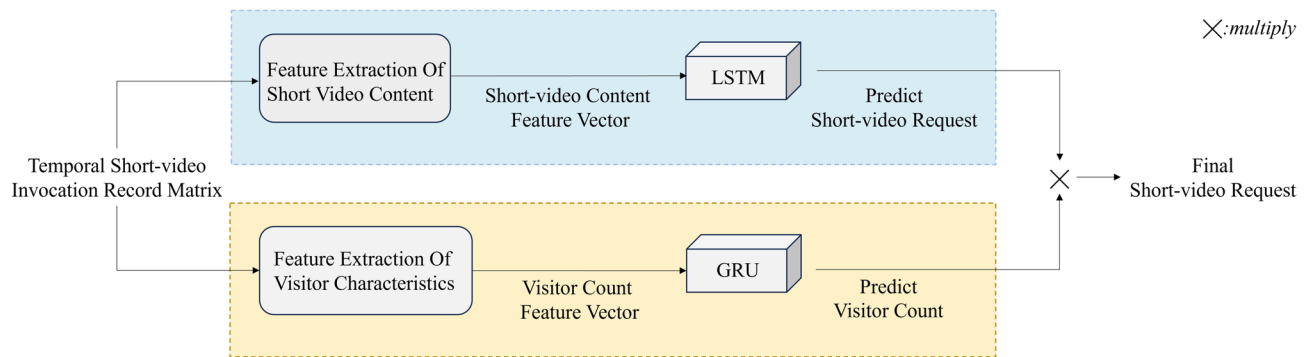 ×:multiply
Feature Extraction Of
Short Video Content
Short-video Content
Feature Vector
LSTM
Predict
Short-video Request
Temporal Short-video
Invocation Record Matrix
×
Final
Short-video Request
Feature Extraction Of
Visitor Characteristics
Visitor Count
Feature Vector
GRU
Predict
Visitor Count